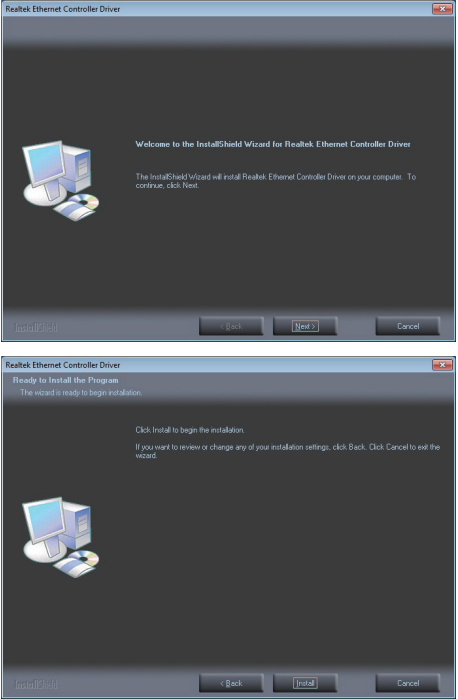 Realtek Ethernet Controller Driver
Welcome to the InstallShield Wizard for Realtek Ethernet Controller Driver
The InstallShield Wizard will install Realtek Ethernet Controller Driver on your computer. To
continue, click Next.
InstallShield
< Back Next > Cancel
Realtek Ethernet Controller Driver
Ready to Install the Program
The wizard is ready to begin installation.
Click Install to begin the installation.
If you want to review or change any of your installation settings, click Back. Click Cancel to exit the
wizard.
InstallShield
< Back Install Cancel